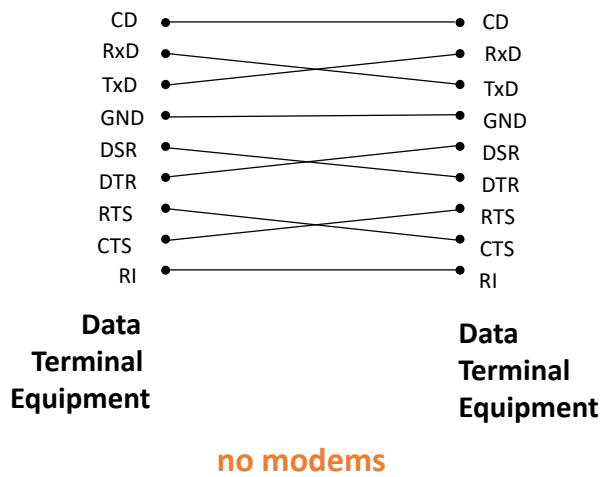 CD CD
RxD RxD
TxD TxD
GND GND
DSR DSR
DTR DTR
RTS RTS
CTS CTS
RI RI
Data
Terminal
Equipment
Data
Terminal
Equipment
no modems